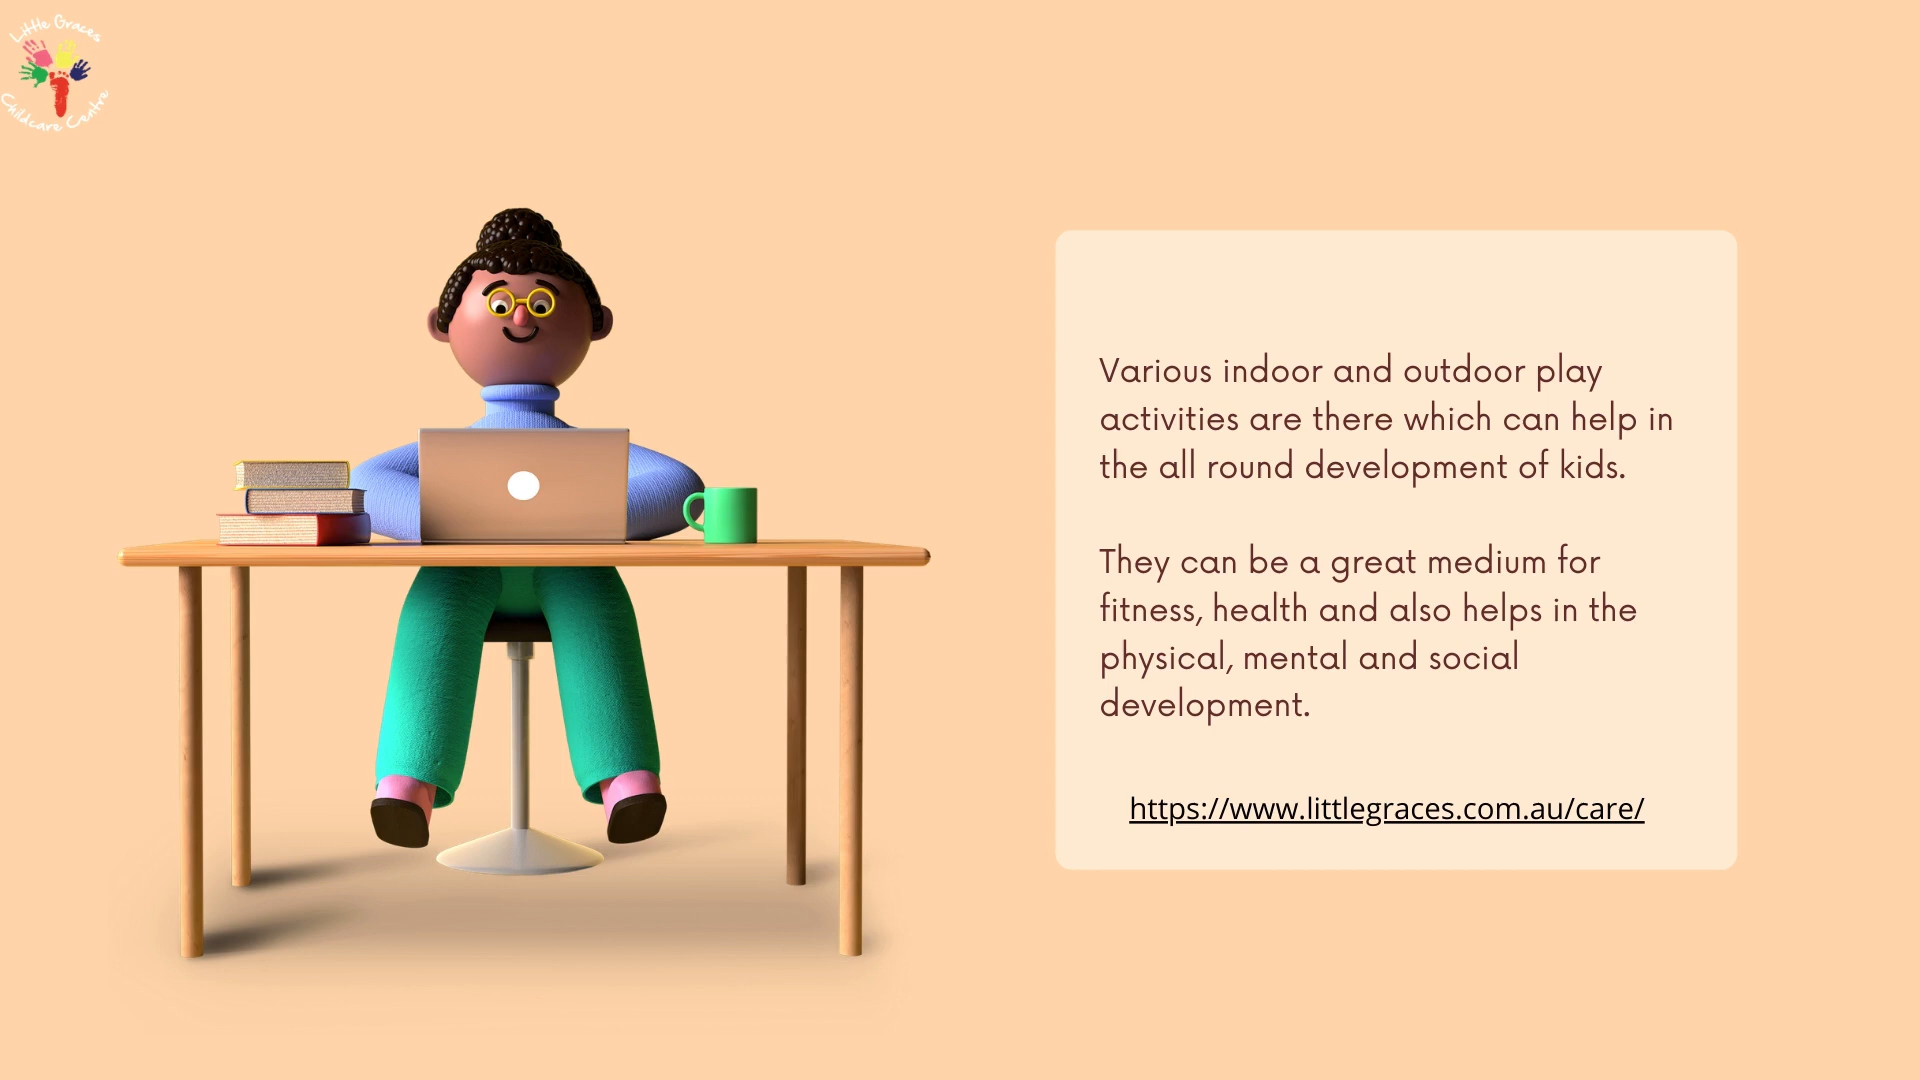 Little Graces
Childcare Centre
Various indoor and outdoor play
activities are there which can help in
the all round development of kids.
They can be a great medium for
fitness, health and also helps in the
physical, mental and social
development.
https://www.littlegraces.com.au/care/